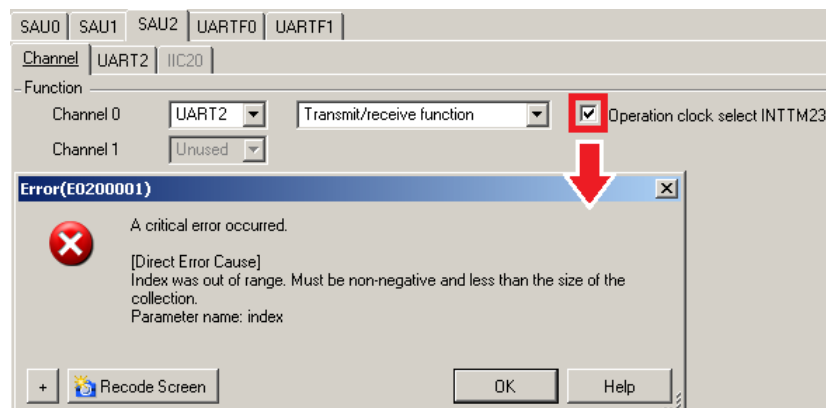 SAU0 SAU1 SAU2 UARTF0 UARTF1
Channel UART2 IIC20
Function
Channel 0 UART2 Transmit/receive function Operation clock select INTTM23
Channel 1 Unused
Error(E0200001)
A critical error occurred.
[Direct Error Cause]
Index was out of range. Must be non-negative and less than the size of the
collection.
Parameter name: index
+ Recode Screen OK Help